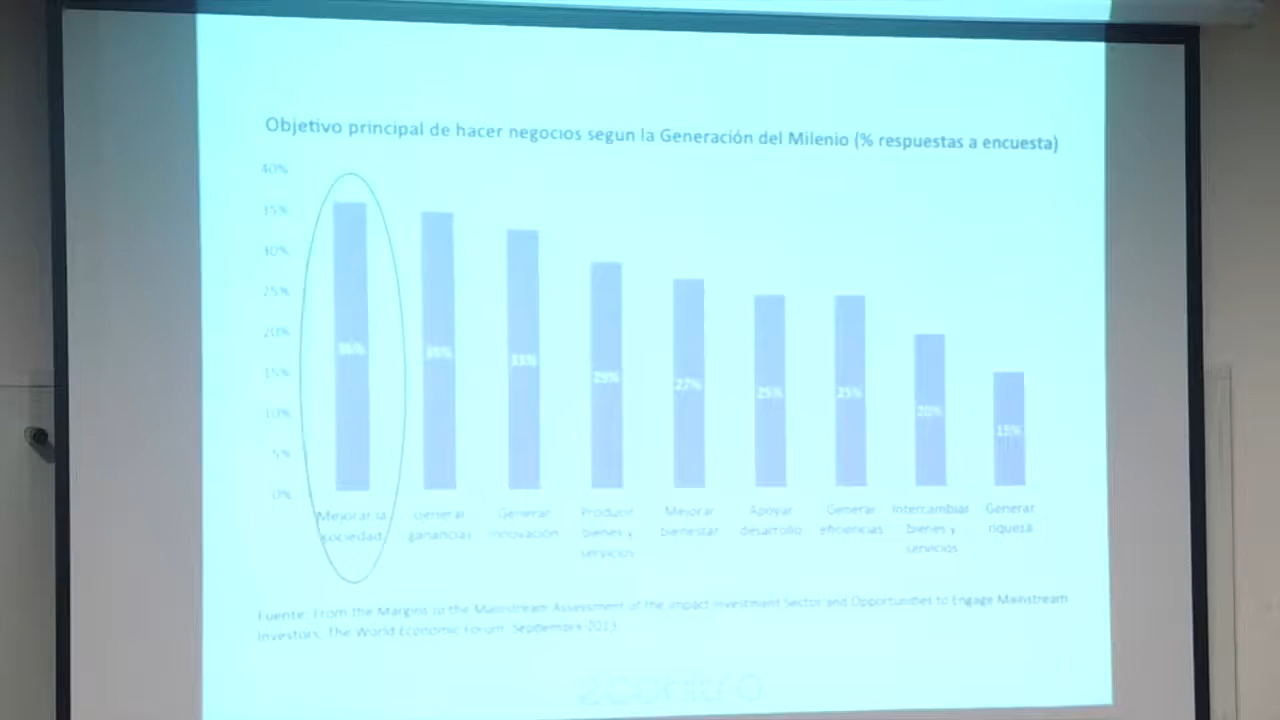 Objetivo principal de hacer negocios segun la Generación del Milenio (% respuestas a encuesta)
40%
35%
30%
25%
20%
15%
10%
5%
0%
36%
35%
33%
29%
27%
25%
25%
20%
15%
Mejorar la
sociedad
Generar
ganancias
Generar
innovación
Producir
bienes y
servicios
Mejorar
bienestar
Apoyar
desarrollo
Generar
eficiencias
Intercambiar
bienes y
servicios
Generar
riqueza
Fuente: From the Margins to the Mainstream Assessment of the Impact Investment Sector and Opportunities to Engage Mainstream
Investors. The World Economic Forum. Septiembre 2013